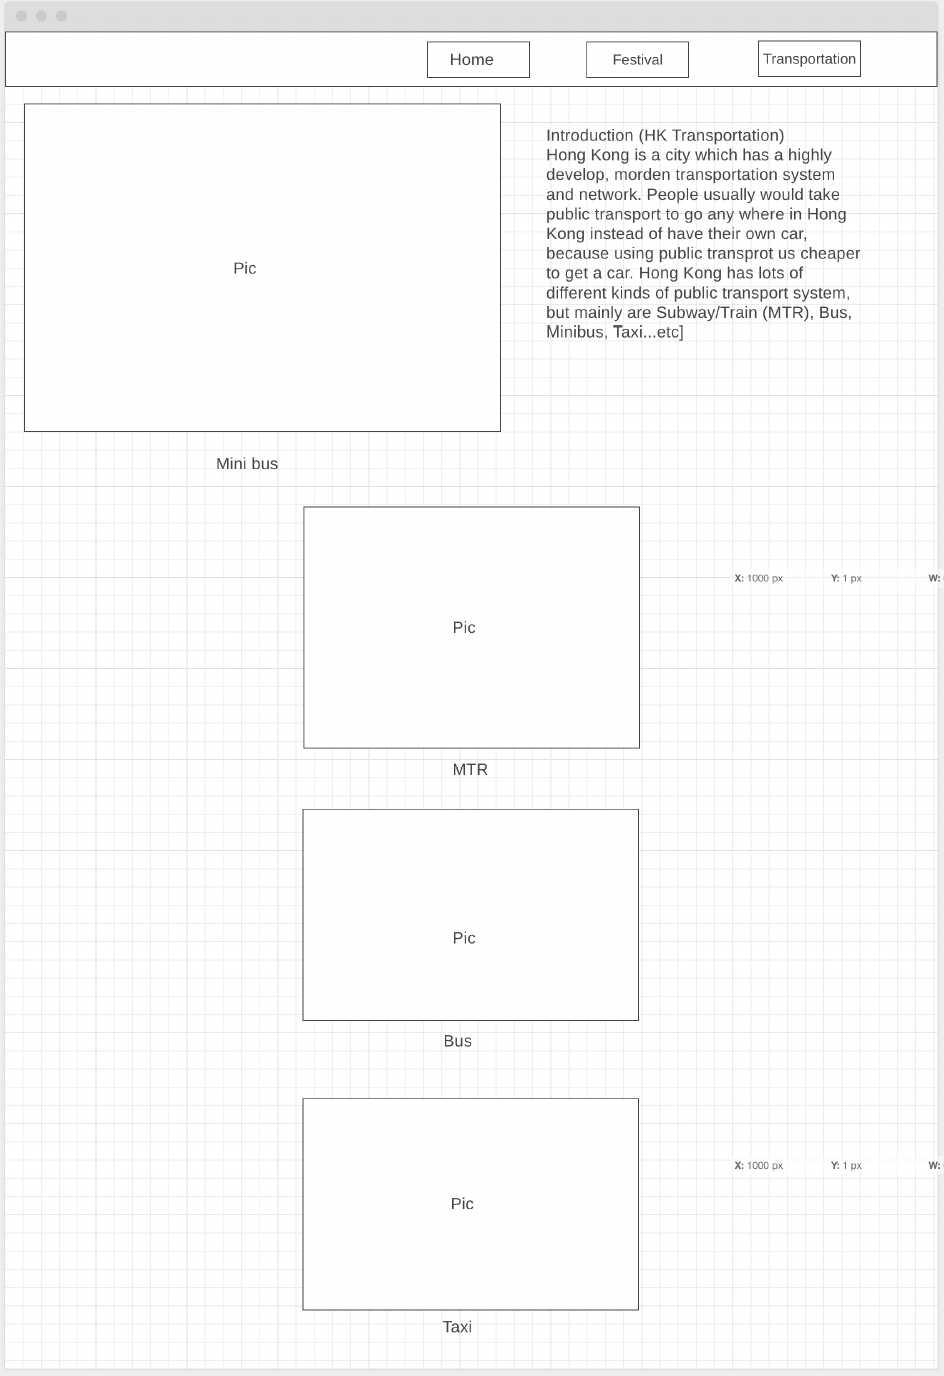 Home
Festival
Transportation
Pic
Introduction (HK Transportation)
Hong Kong is a city which has a highly
develop, morden transportation system
and network. People usually would take
public transport to go any where in Hong
Kong instead of have their own car,
because using public transprot us cheaper
to get a car. Hong Kong has lots of
different kinds of public transport system,
but mainly are Subway/Train (MTR), Bus,
Minibus, Taxi...etc]
Mini bus
Pic
X: 1000 px Y: 1 px W:
MTR
Pic
Bus
X: 1000 px Y: 1 px W:
Pic
Taxi